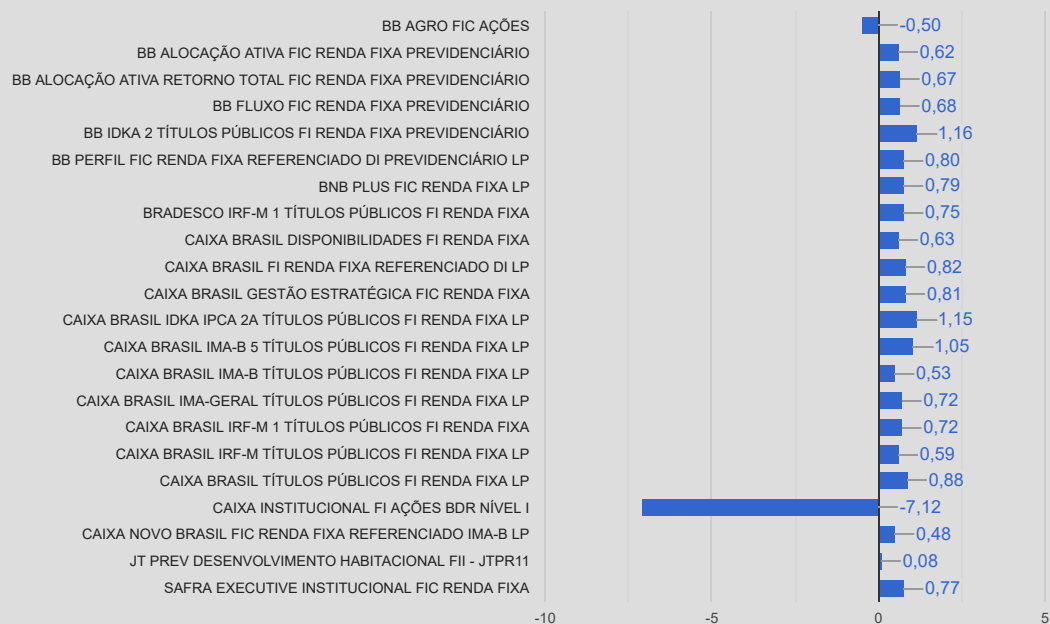 BB AGRO FIC AÇÕES -0,50
BB ALOCAÇÃO ATIVA FIC RENDA FIXA PREVIDENCIÁRIO 0,62
BB ALOCAÇÃO ATIVA RETORNO TOTAL FIC RENDA FIXA PREVIDENCIÁRIO 0,67
BB FLUXO FIC RENDA FIXA PREVIDENCIÁRIO 0,68
BB IDKA 2 TÍTULOS PÚBLICOS FI RENDA FIXA PREVIDENCIÁRIO 1,16
BB PERFIL FIC RENDA FIXA REFERENCIADO DI PREVIDENCIÁRIO LP 0,80
BNB PLUS FIC RENDA FIXA LP 0,79
BRADESCO IRF-M 1 TÍTULOS PÚBLICOS FI RENDA FIXA 0,75
CAIXA BRASIL DISPONIBILIDADES FI RENDA FIXA 0,63
CAIXA BRASIL FI RENDA FIXA REFERENCIADO DI LP 0,82
CAIXA BRASIL GESTÃO ESTRATÉGICA FIC RENDA FIXA 0,81
CAIXA BRASIL IDKA IPCA 2A TÍTULOS PÚBLICOS FI RENDA FIXA LP 1,15
CAIXA BRASIL IMA-B 5 TÍTULOS PÚBLICOS FI RENDA FIXA LP 1,05
CAIXA BRASIL IMA-B TÍTULOS PÚBLICOS FI RENDA FIXA LP 0,53
CAIXA BRASIL IMA-GERAL TÍTULOS PÚBLICOS FI RENDA FIXA LP 0,72
CAIXA BRASIL IRF-M 1 TÍTULOS PÚBLICOS FI RENDA FIXA 0,72
CAIXA BRASIL IRF-M TÍTULOS PÚBLICOS FI RENDA FIXA LP 0,59
CAIXA BRASIL TÍTULOS PÚBLICOS FI RENDA FIXA LP 0,88
CAIXA INSTITUCIONAL FI AÇÕES BDR NÍVEL I -7,12
CAIXA NOVO BRASIL FIC RENDA FIXA REFERENCIADO IMA-B LP 0,48
JT PREV DESENVOLVIMENTO HABITACIONAL FII - JTPR11 0,08
SAFRA EXECUTIVE INSTITUCIONAL FIC RENDA FIXA 0,77
-10 -5 0 5